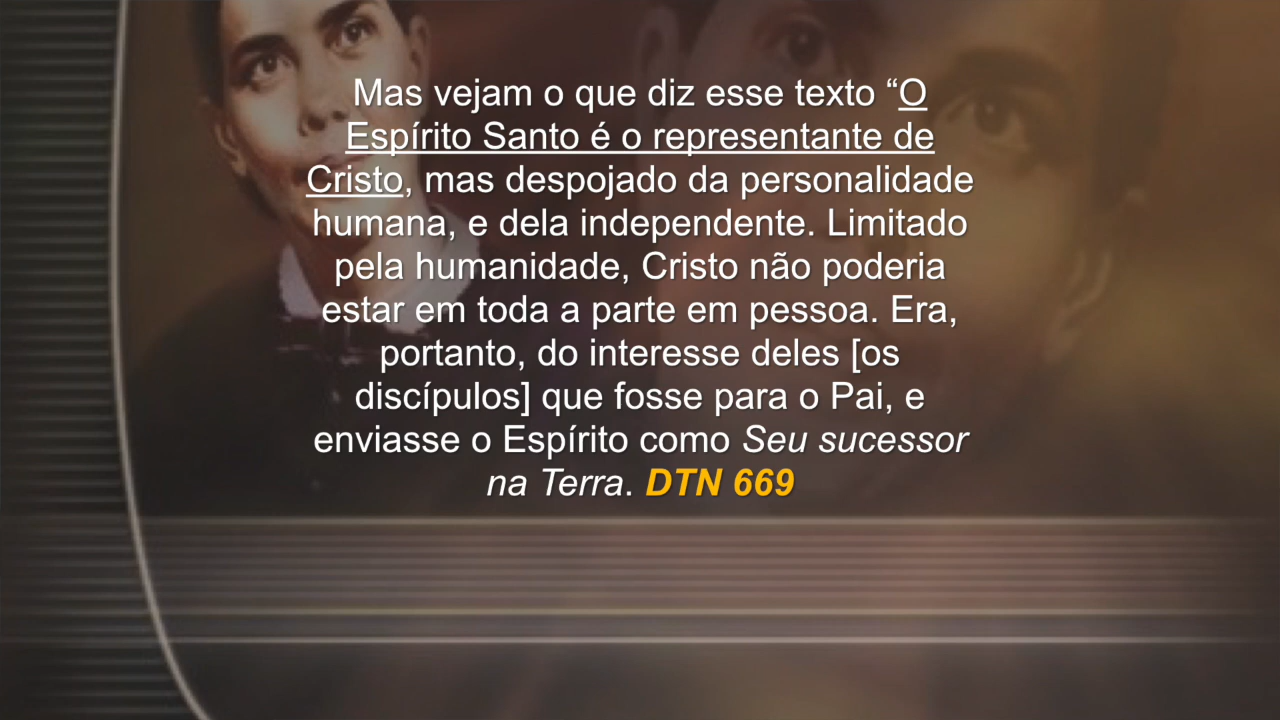 Mas vejam o que diz esse texto “O
Espírito Santo é o representante de
Cristo, mas despojado da personalidade
humana, e dela independente. Limitado
pela humanidade, Cristo não poderia
estar em toda a parte em pessoa. Era,
portanto, do interesse deles [os
discípulos] que fosse para o Pai, e
enviasse o Espírito como Seu sucessor
na Terra. DTN 669